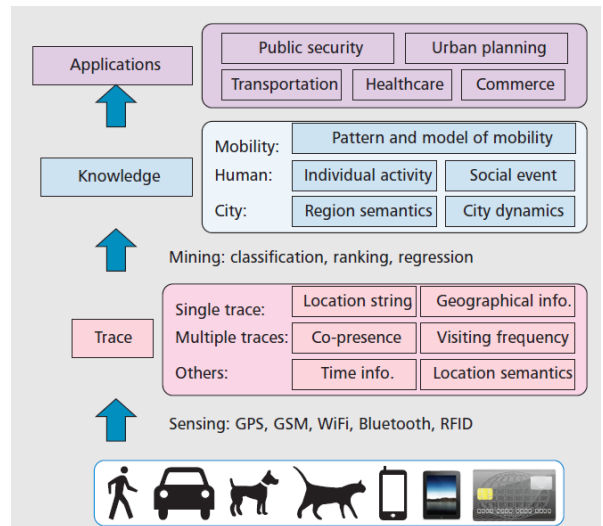 Applications
Public security
Urban planning
Transportation
Healthcare
Commerce
Knowledge
Mobility:
Pattern and model of mobility
Human:
Individual activity
Social event
City:
Region semantics
City dynamics
Mining: classification, ranking, regression
Trace
Single trace:
Location string
Geographical info.
Multiple traces:
Co-presence
Visiting frequency
Others:
Time info.
Location semantics
Sensing: GPS, GSM, WiFi, Bluetooth, RFID